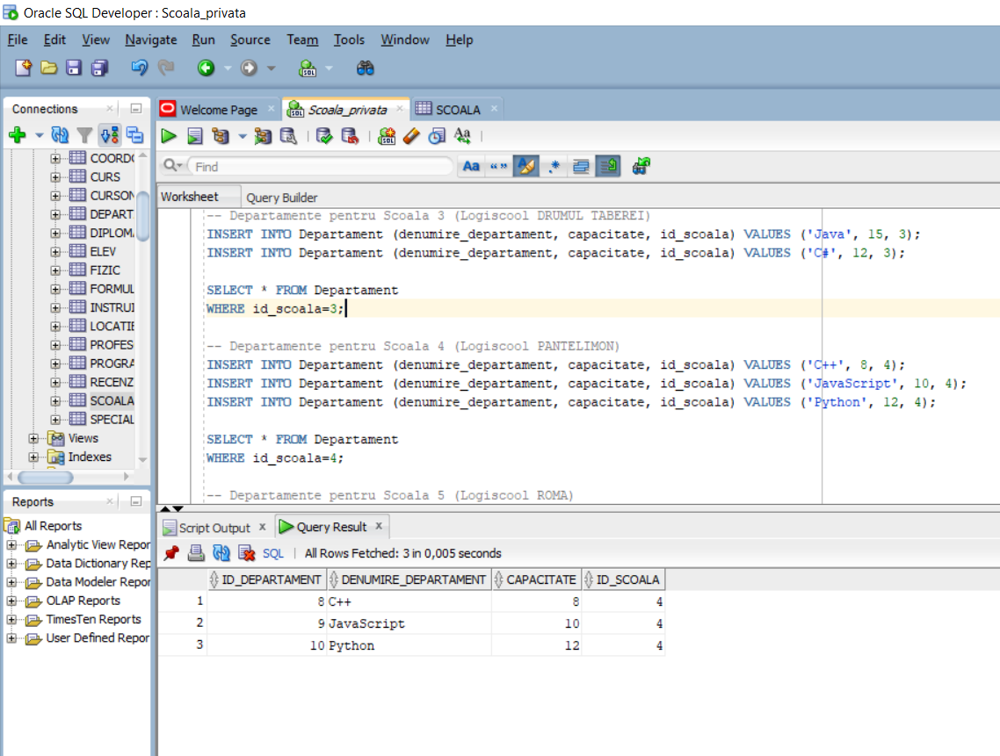 Oracle SQL Developer : Scoala_privata
File Edit View Navigate Run Source Team Tools Window Help
Connections
Welcome Page
Scoala_privata
SCOALA
Find
Worksheet
Query Builder
COORDO
CURS
CURSON
DEPART
DIPLOM
ELEV
FIZIC
FORMUL
INSTRUI
LOCATIE
PROFES
PROGRA
RECENZ
SCOALA
SPECIAL
Views
Indexes
-- Departamente pentru Scoala 3 (Logiscool DRUMUL TABEREI)
INSERT INTO Departament (denumire_departament, capacitate, id_scoala) VALUES ('Java', 15, 3);
INSERT INTO Departament (denumire_departament, capacitate, id_scoala) VALUES ('C#', 12, 3);
SELECT * FROM Departament
WHERE id_scoala=3;
-- Departamente pentru Scoala 4 (Logiscool PANTELIMON)
INSERT INTO Departament (denumire_departament, capacitate, id_scoala) VALUES ('C++', 8, 4);
INSERT INTO Departament (denumire_departament, capacitate, id_scoala) VALUES ('JavaScript', 10, 4);
INSERT INTO Departament (denumire_departament, capacitate, id_scoala) VALUES ('Python', 12, 4);
SELECT * FROM Departament
WHERE id_scoala=4;
-- Departamente pentru Scoala 5 (Logiscool ROMA)
Reports
All Reports
Analytic View Repor
Data Dictionary Rep
Data Modeler Repor
OLAP Reports
TimesTen Reports
User Defined Repor
Script Output
Query Result
SQL | All Rows Fetched: 3 in 0,005 seconds
ID_DEPARTAMENT DENUMIRE_DEPARTAMENT CAPACITATE ID_SCOALA
1 8 C++ 8 4
2 9 JavaScript 10 4
3 10 Python 12 4